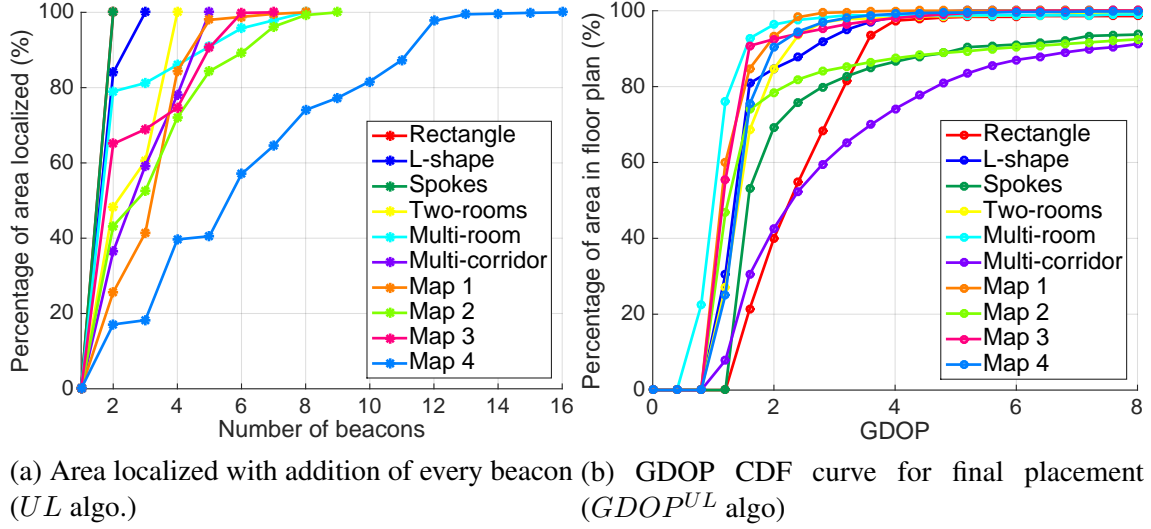 Percentage of area localized (%)
100
80
60
40
20
0
2 4 6 8 10 12 14 16
Number of beacons
Rectangle
L-shape
Spokes
Two-rooms
Multi-room
Multi-corridor
Map 1
Map 2
Map 3
Map 4
Percentage of area in floor plan (%)
100
80
60
40
20
0
0 2 4 6 8
GDOP
Rectangle
L-shape
Spokes
Two-rooms
Multi-room
Multi-corridor
Map 1
Map 2
Map 3
Map 4
(a) Area localized with addition of every beacon
(UL algo.)
(b) GDOP CDF curve for final placement
(GDOP^{UL} algo)